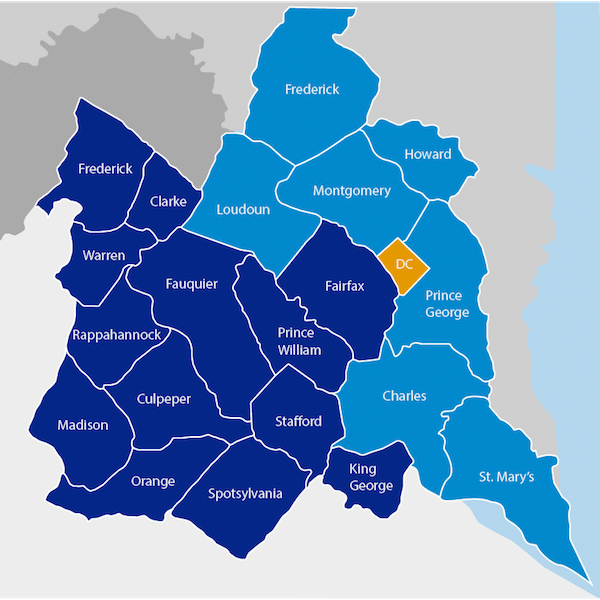 Frederick
Howard
Frederick
Montgomery
Clarke
Loudoun
Warren
DC
Fauquier
Fairfax
Prince
George
Rappahannock
Prince
William
Culpeper
Charles
Madison
Stafford
King
George
St. Mary's
Orange
Spotsylvania